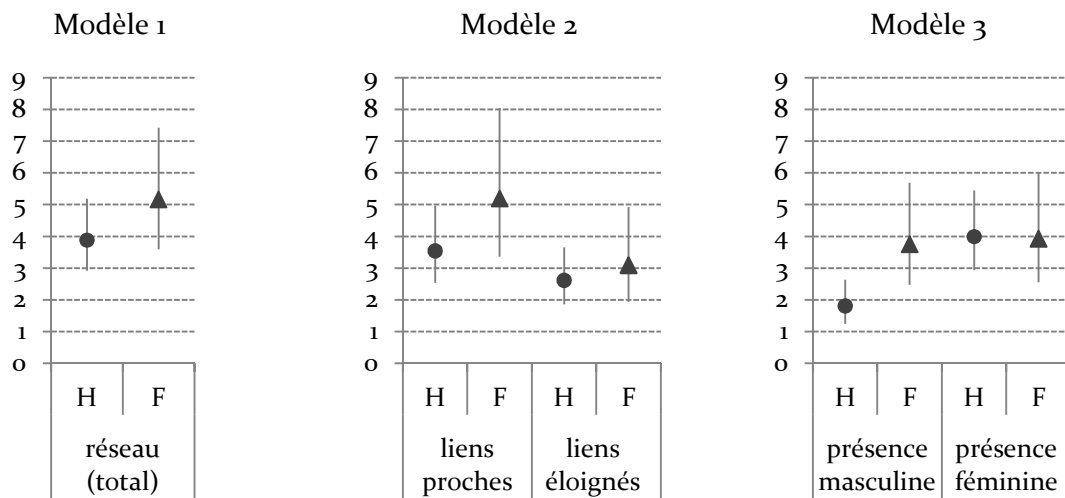 Modèle 1
9
8
7
6
5
4
3
2
1
0
H F
réseau
(total)
Modèle 2
9
8
7
6
5
4
3
2
1
0
H F H F
liens liens
proches éloignés
Modèle 3
9
8
7
6
5
4
3
2
1
0
H F H F
présence présence
masculine féminine